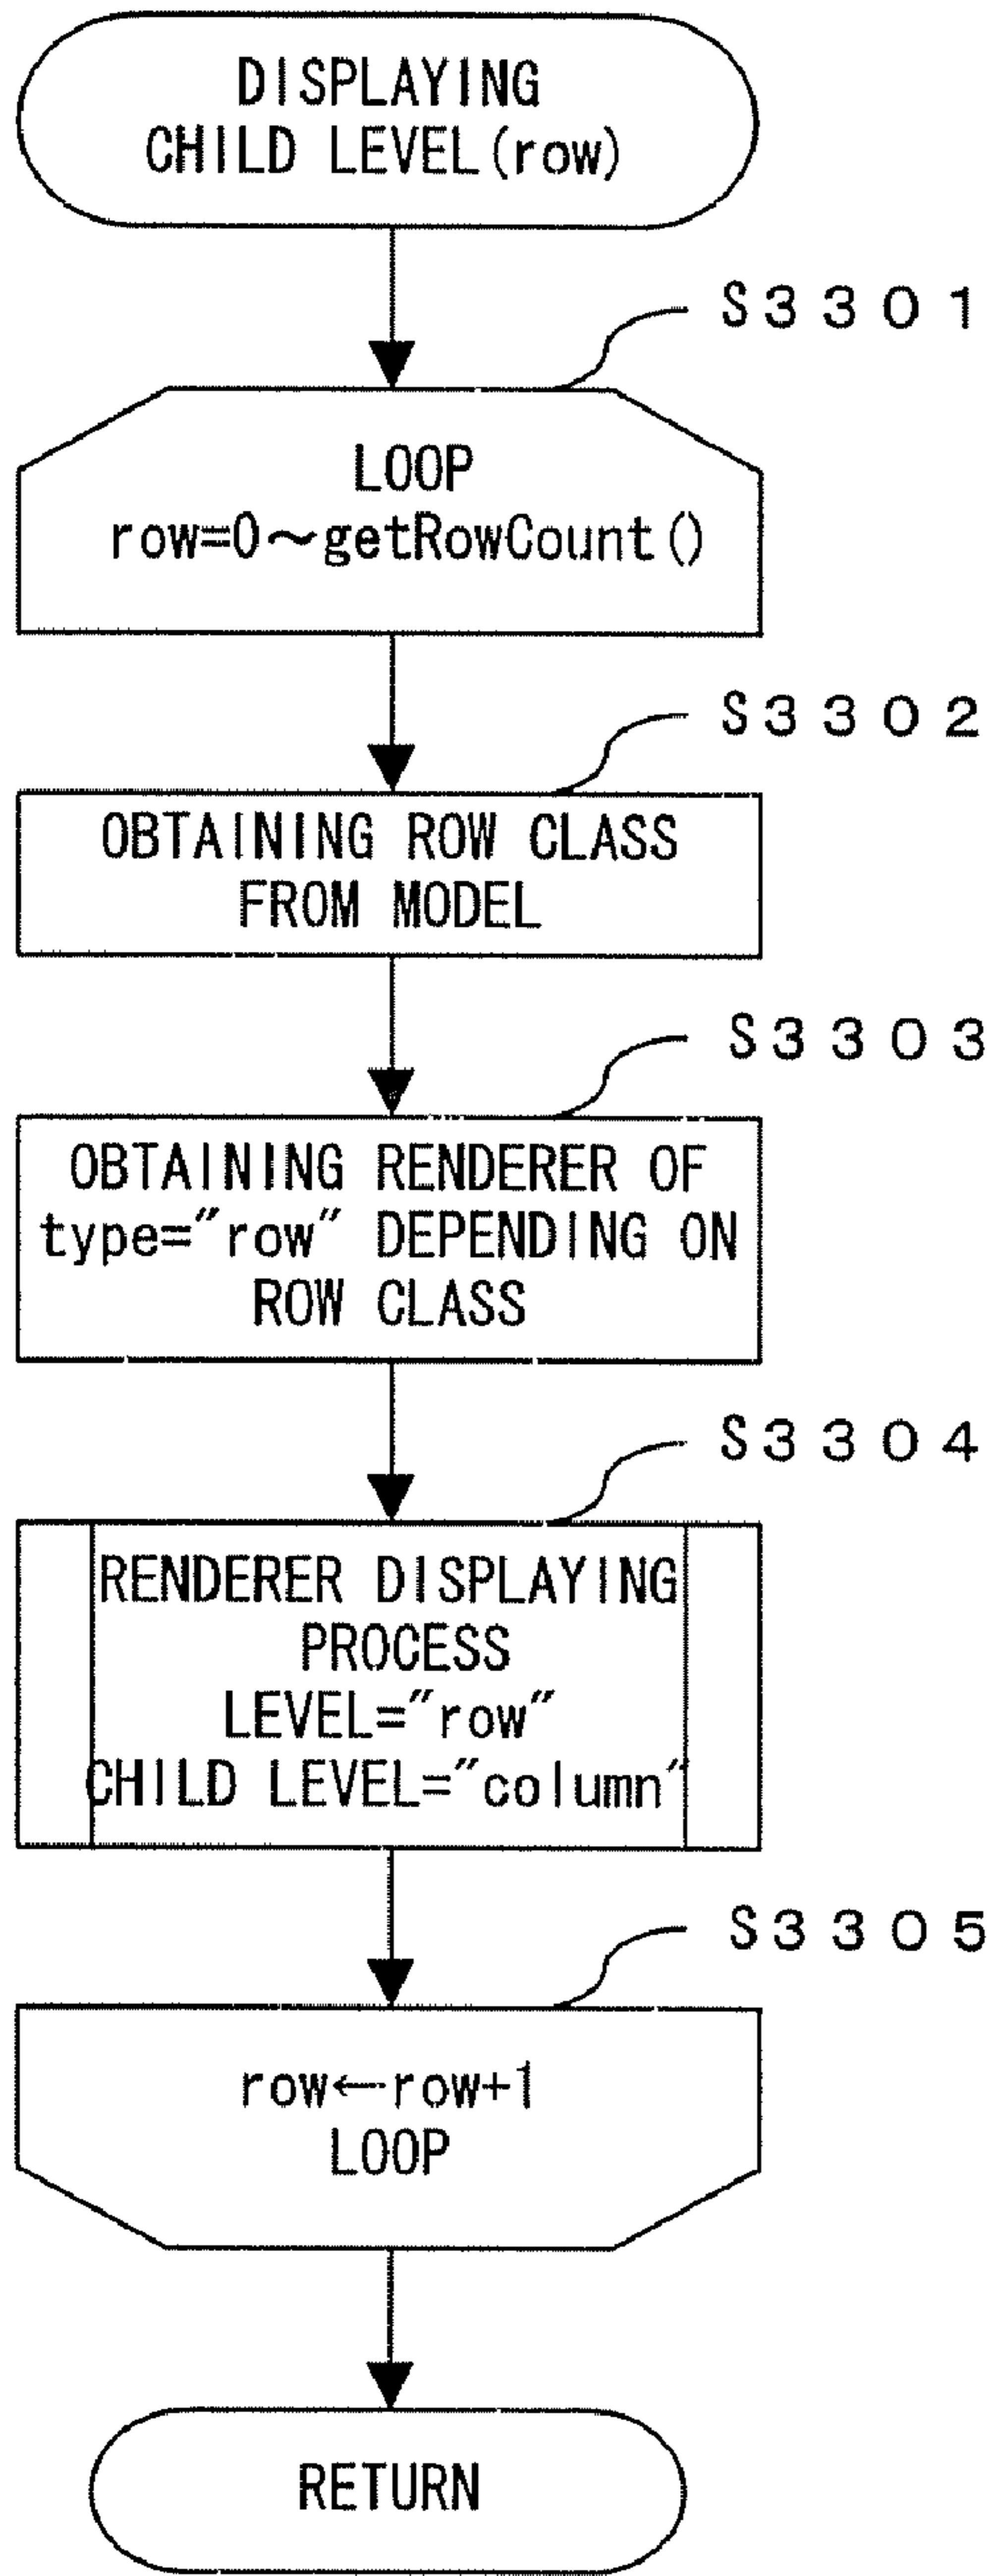 DISPLAYING
CHILD LEVEL(row)
S3301
LOOP
row=0～getRowCount()
S3302
OBTAINING ROW CLASS
FROM MODEL
S3303
OBTAINING RENDERER OF
type="row" DEPENDING ON
ROW CLASS
S3304
RENDERER DISPLAYING
PROCESS
LEVEL="row"
CHILD LEVEL="column"
S3305
row←row+1
LOOP
RETURN